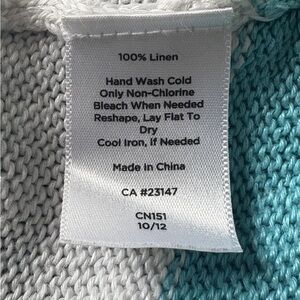 100% Linen
Hand Wash Cold
Only Non-Chlorine
Bleach When Needed
Reshape, Lay Flat To
Dry
Cool Iron, If Needed
Made in China
CA #23147
CN151
10/12